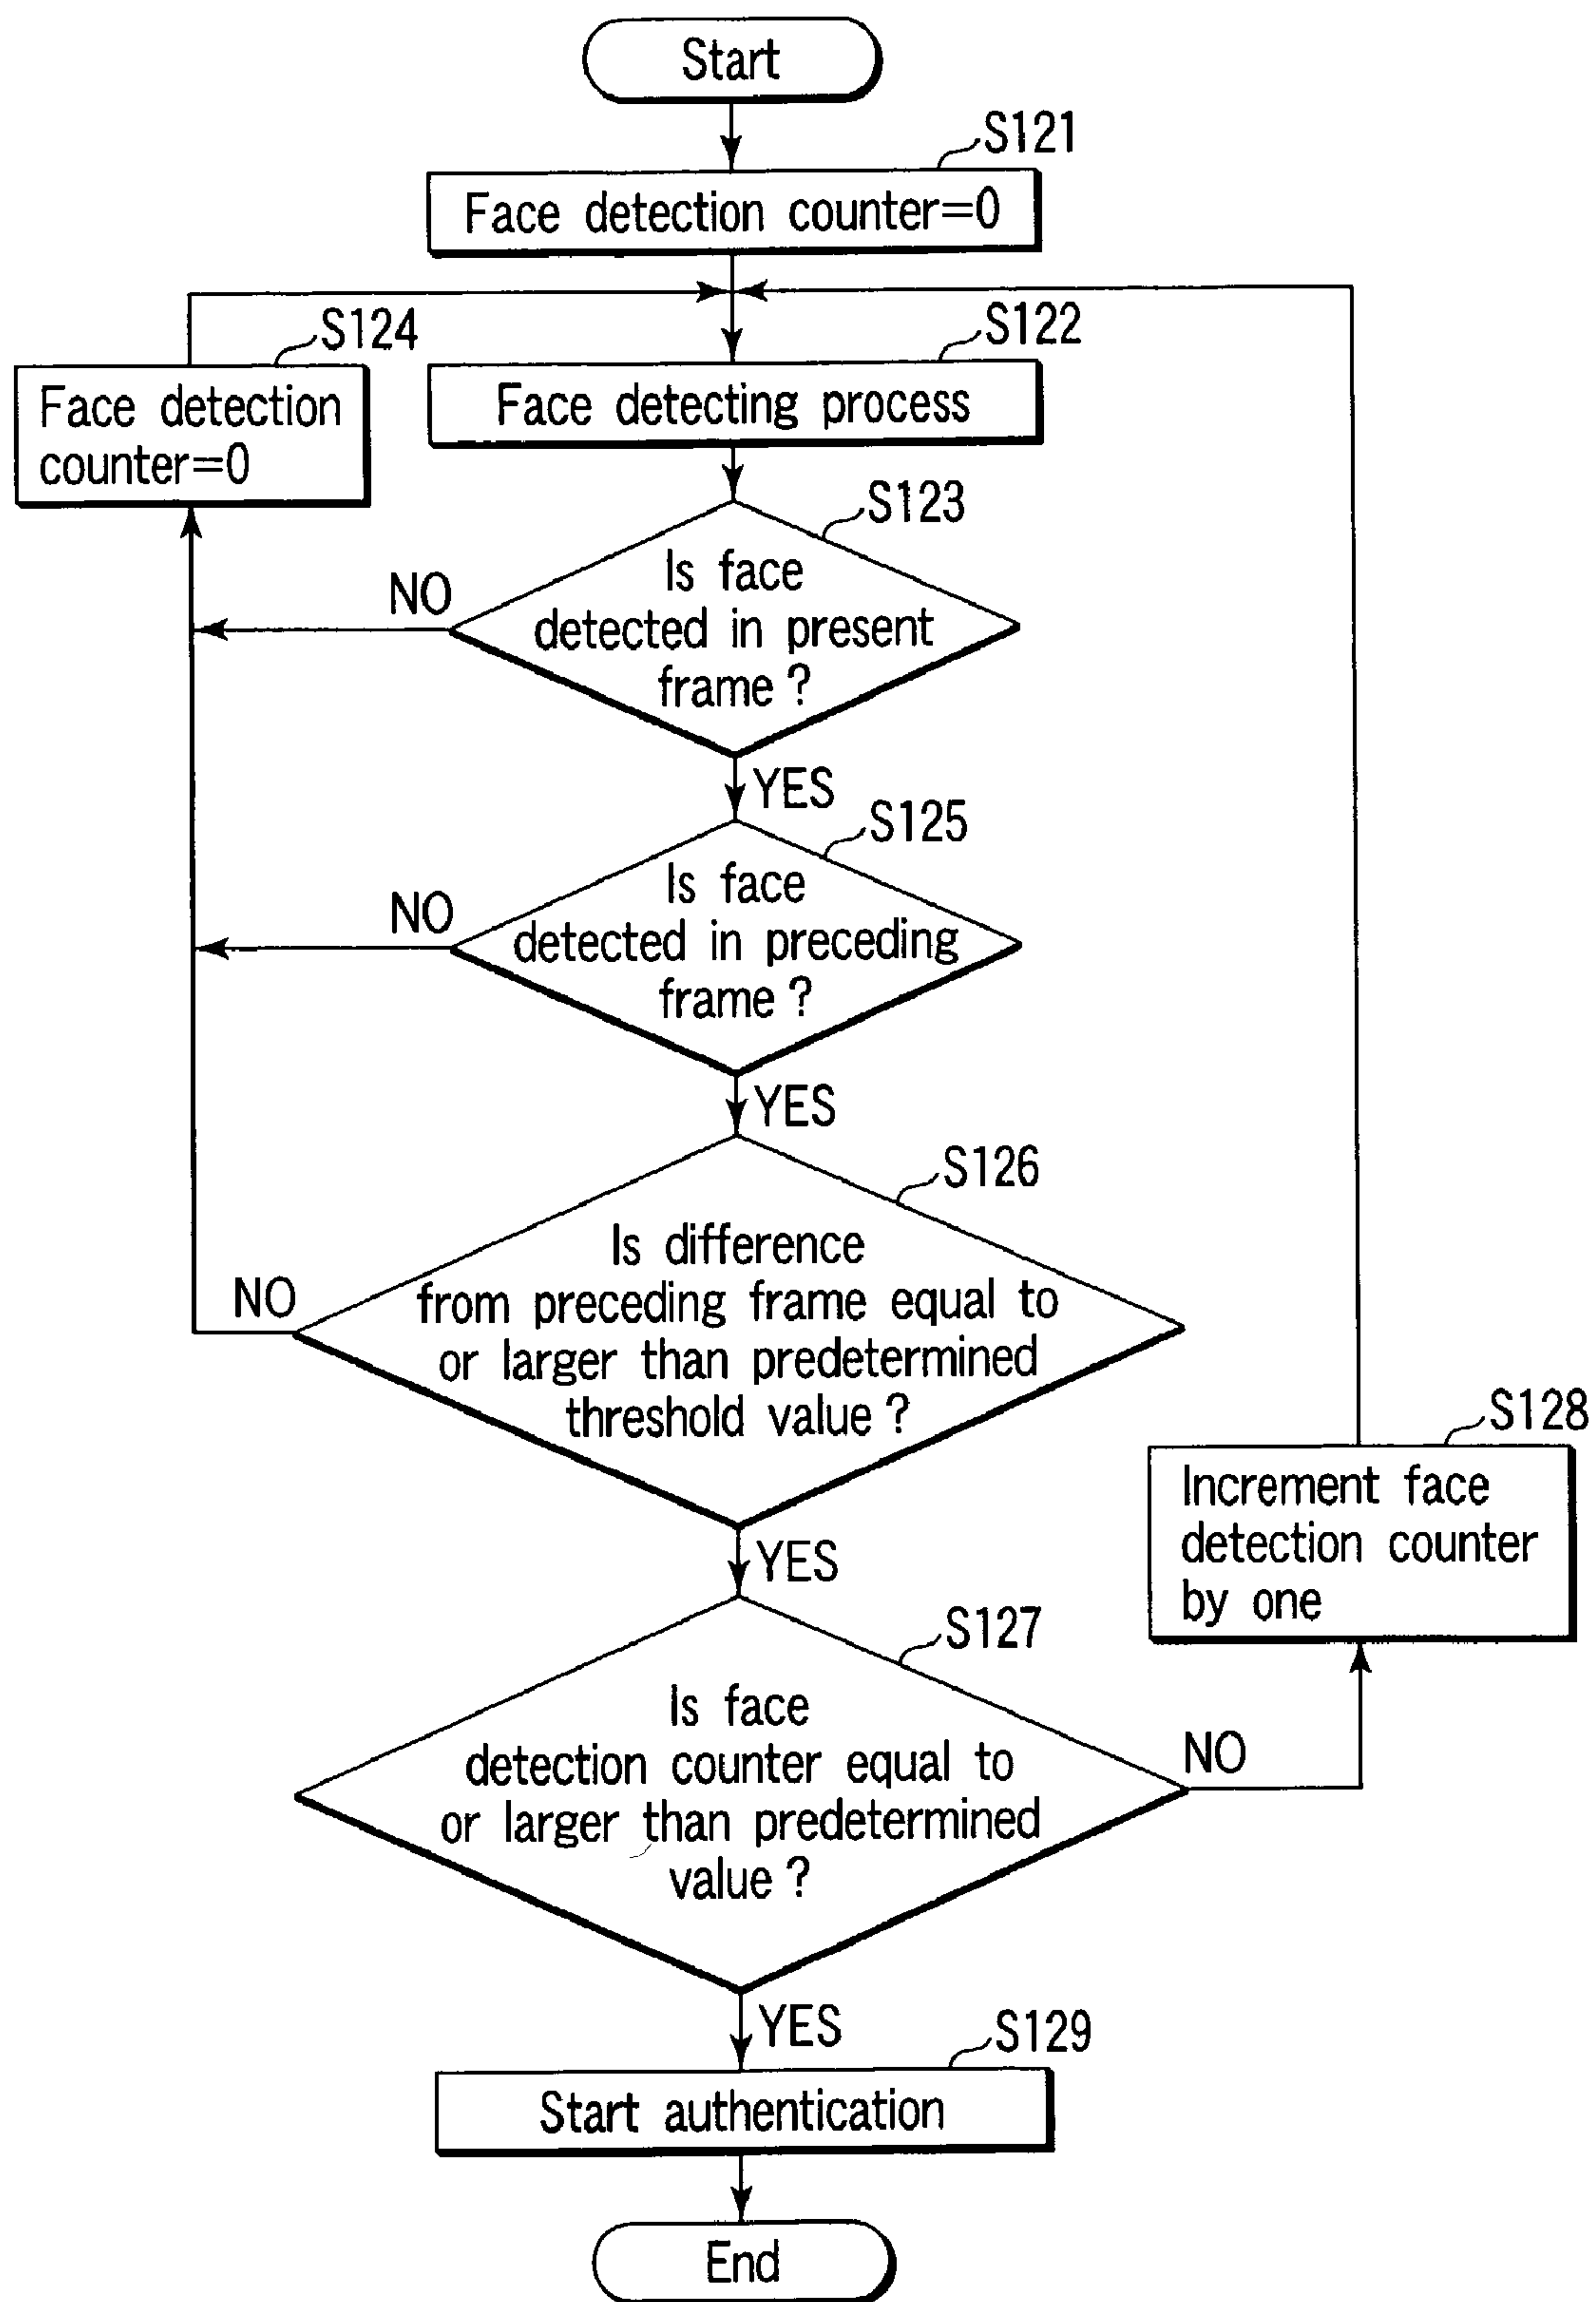 Start
S121
Face detection counter=0
S124
Face detection
counter=0
S122
Face detecting process
S123
Is face
detected in present
frame ?
NO
YES
S125
Is face
detected in preceding
frame ?
NO
YES
S126
Is difference
from preceding frame equal to
or larger than predetermined
threshold value ?
NO
YES
S128
Increment face
detection counter
by one
S127
Is face
detection counter equal to
or larger than predetermined
value ?
NO
YES
S129
Start authentication
End